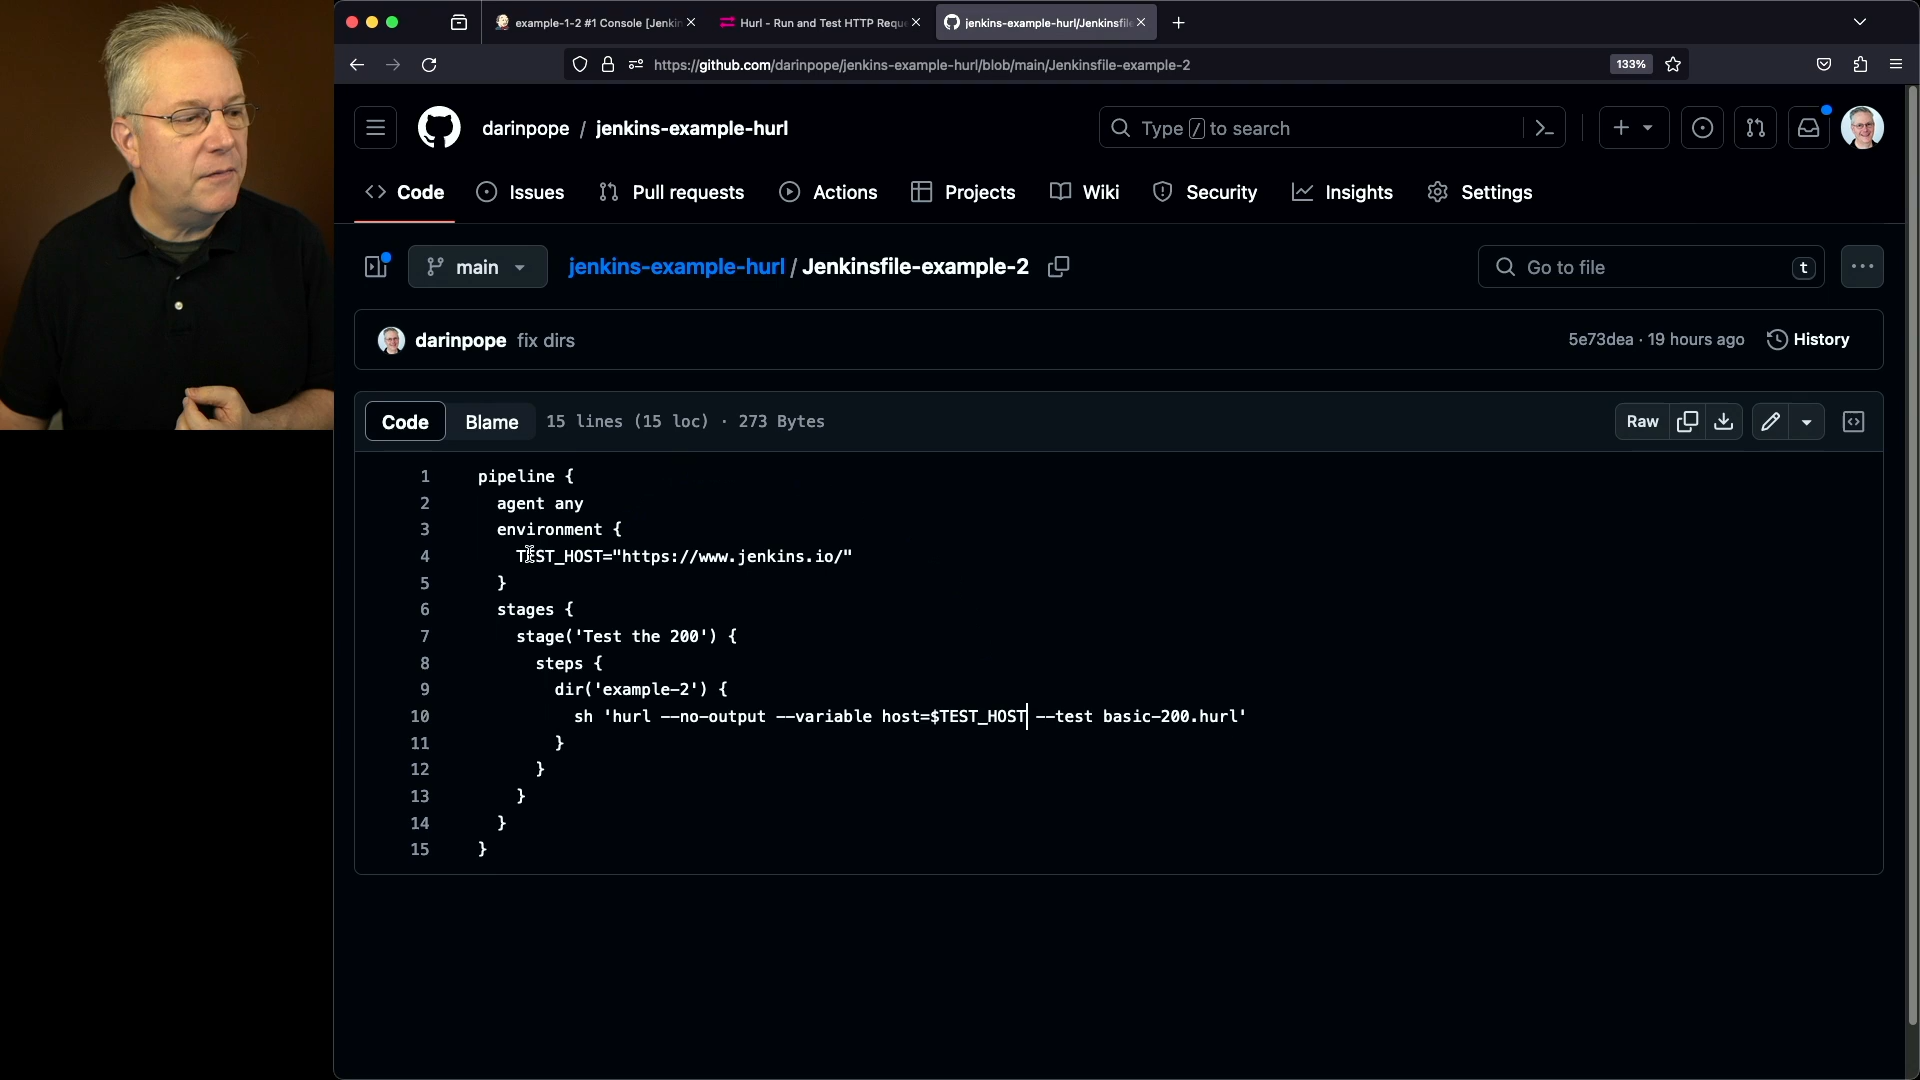 example-1-2 #1 Console [Jenkin
Hurl - Run and Test HTTP Reque
jenkins-example-hurl/Jenkinsfile
https://github.com/darinpope/jenkins-example-hurl/blob/main/Jenkinsfile-example-2
133%
darinpope / jenkins-example-hurl
Type / to search
Code
Issues
Pull requests
Actions
Projects
Wiki
Security
Insights
Settings
main
jenkins-example-hurl / Jenkinsfile-example-2
Go to file
t
darinpope fix dirs
5e73dea · 19 hours ago
History
Code
Blame
15 lines (15 loc) · 273 Bytes
Raw
1 pipeline {
2 agent any
3 environment {
4 TEST_HOST="https://www.jenkins.io/"
5 }
6 stages {
7 stage('Test the 200') {
8 steps {
9 dir('example-2') {
10 sh 'hurl --no-output --variable host=$TEST_HOST --test basic-200.hurl'
11 }
12 }
13 }
14 }
15 }